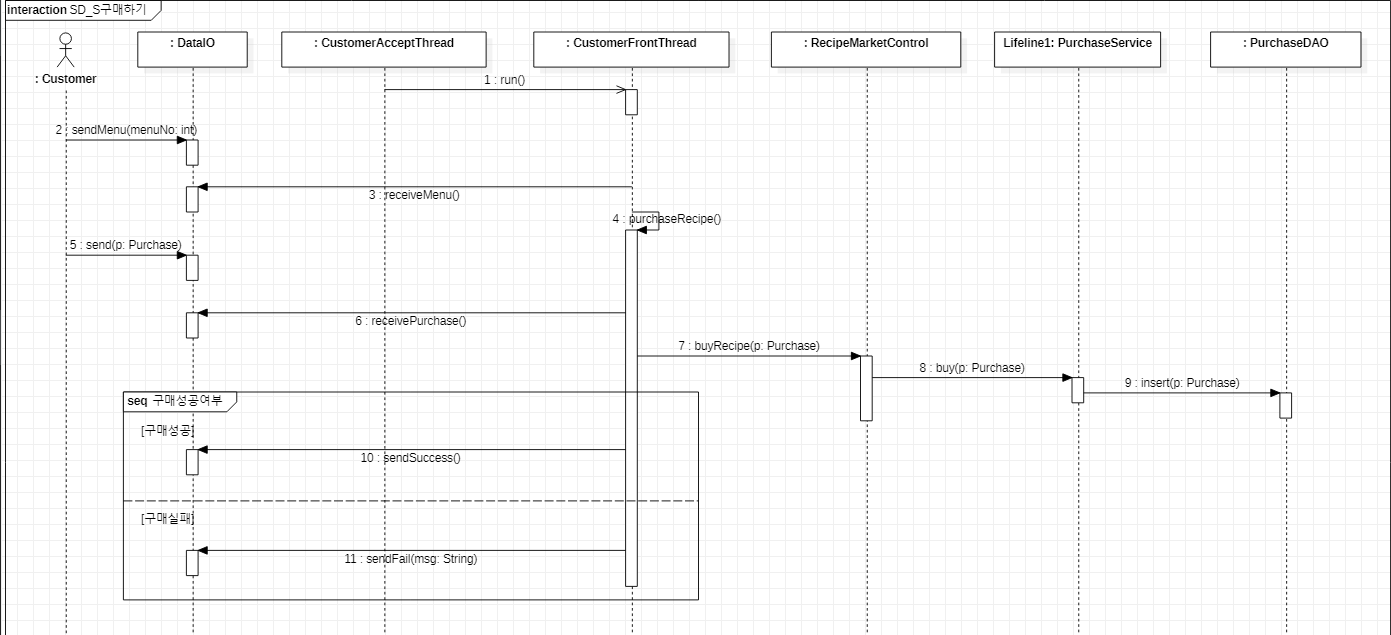 interaction SD_S구매하기
: Customer
: DataIO
: CustomerAcceptThread
: CustomerFrontThread
: RecipeMarketControl
Lifeline1: PurchaseService
: PurchaseDAO
1 : run()
2 : sendMenu(menuNo: int)
3 : receiveMenu()
4 : purchaseRecipe()
5 : send(p: Purchase)
6 : receivePurchase()
7 : buyRecipe(p: Purchase)
8 : buy(p: Purchase)
9 : insert(p: Purchase)
seq 구매성공여부
[구매성공]
10 : sendSuccess()
[구매실패]
11 : sendFail(msg: String)